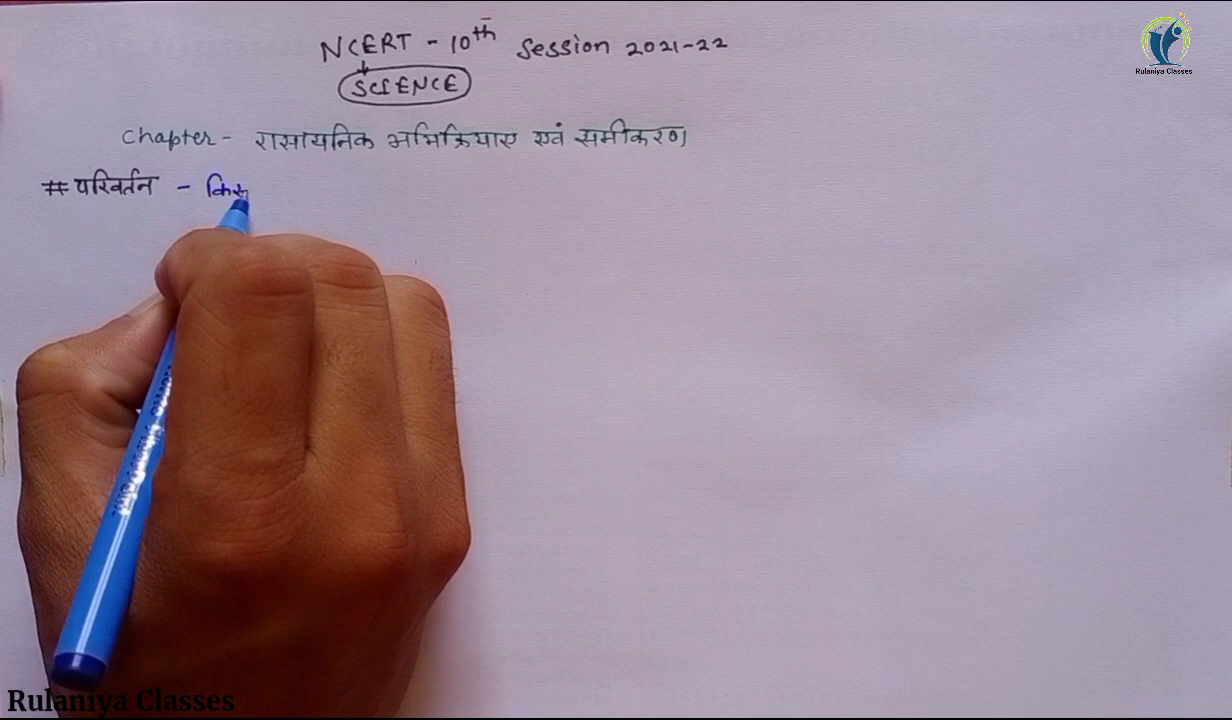 NCERT - 10th Session 2021-22
SCIENCE
Rulaniya Classes
Chapter - रासायनिक अभिक्रियाए एवं समीकरण
# परिवर्तन -
Rulaniya Classes